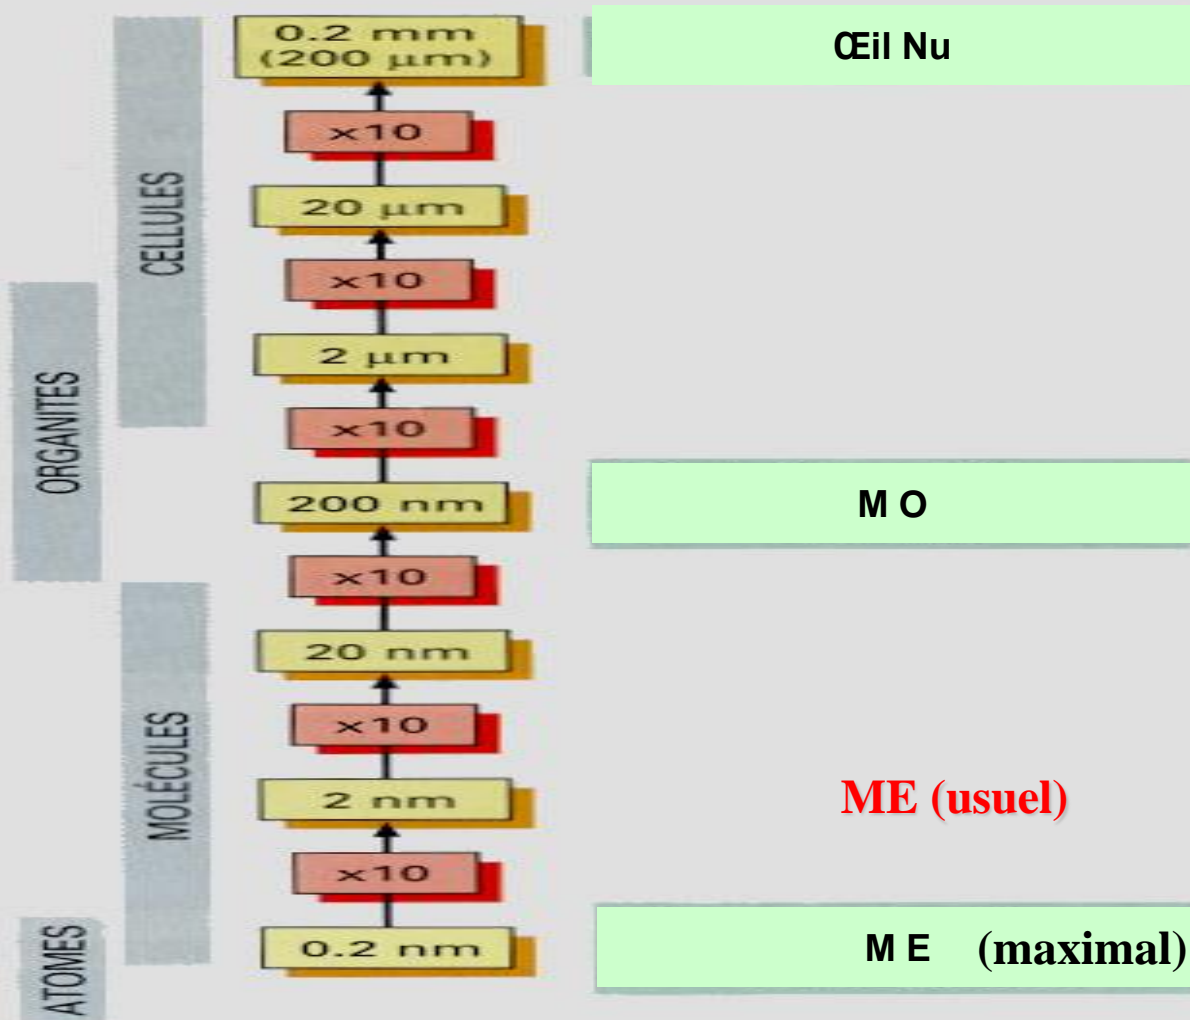 0.2 mm
(200 μm)
Œil Nu
x10
20 μm
CELLULES
x10
2 μm
ORGANITES
x10
200 nm
M O
x10
20 nm
x10
MOLÉCULES
2 nm
ME (usuel)
x10
0.2 nm
M E (maximal)
ATOMES